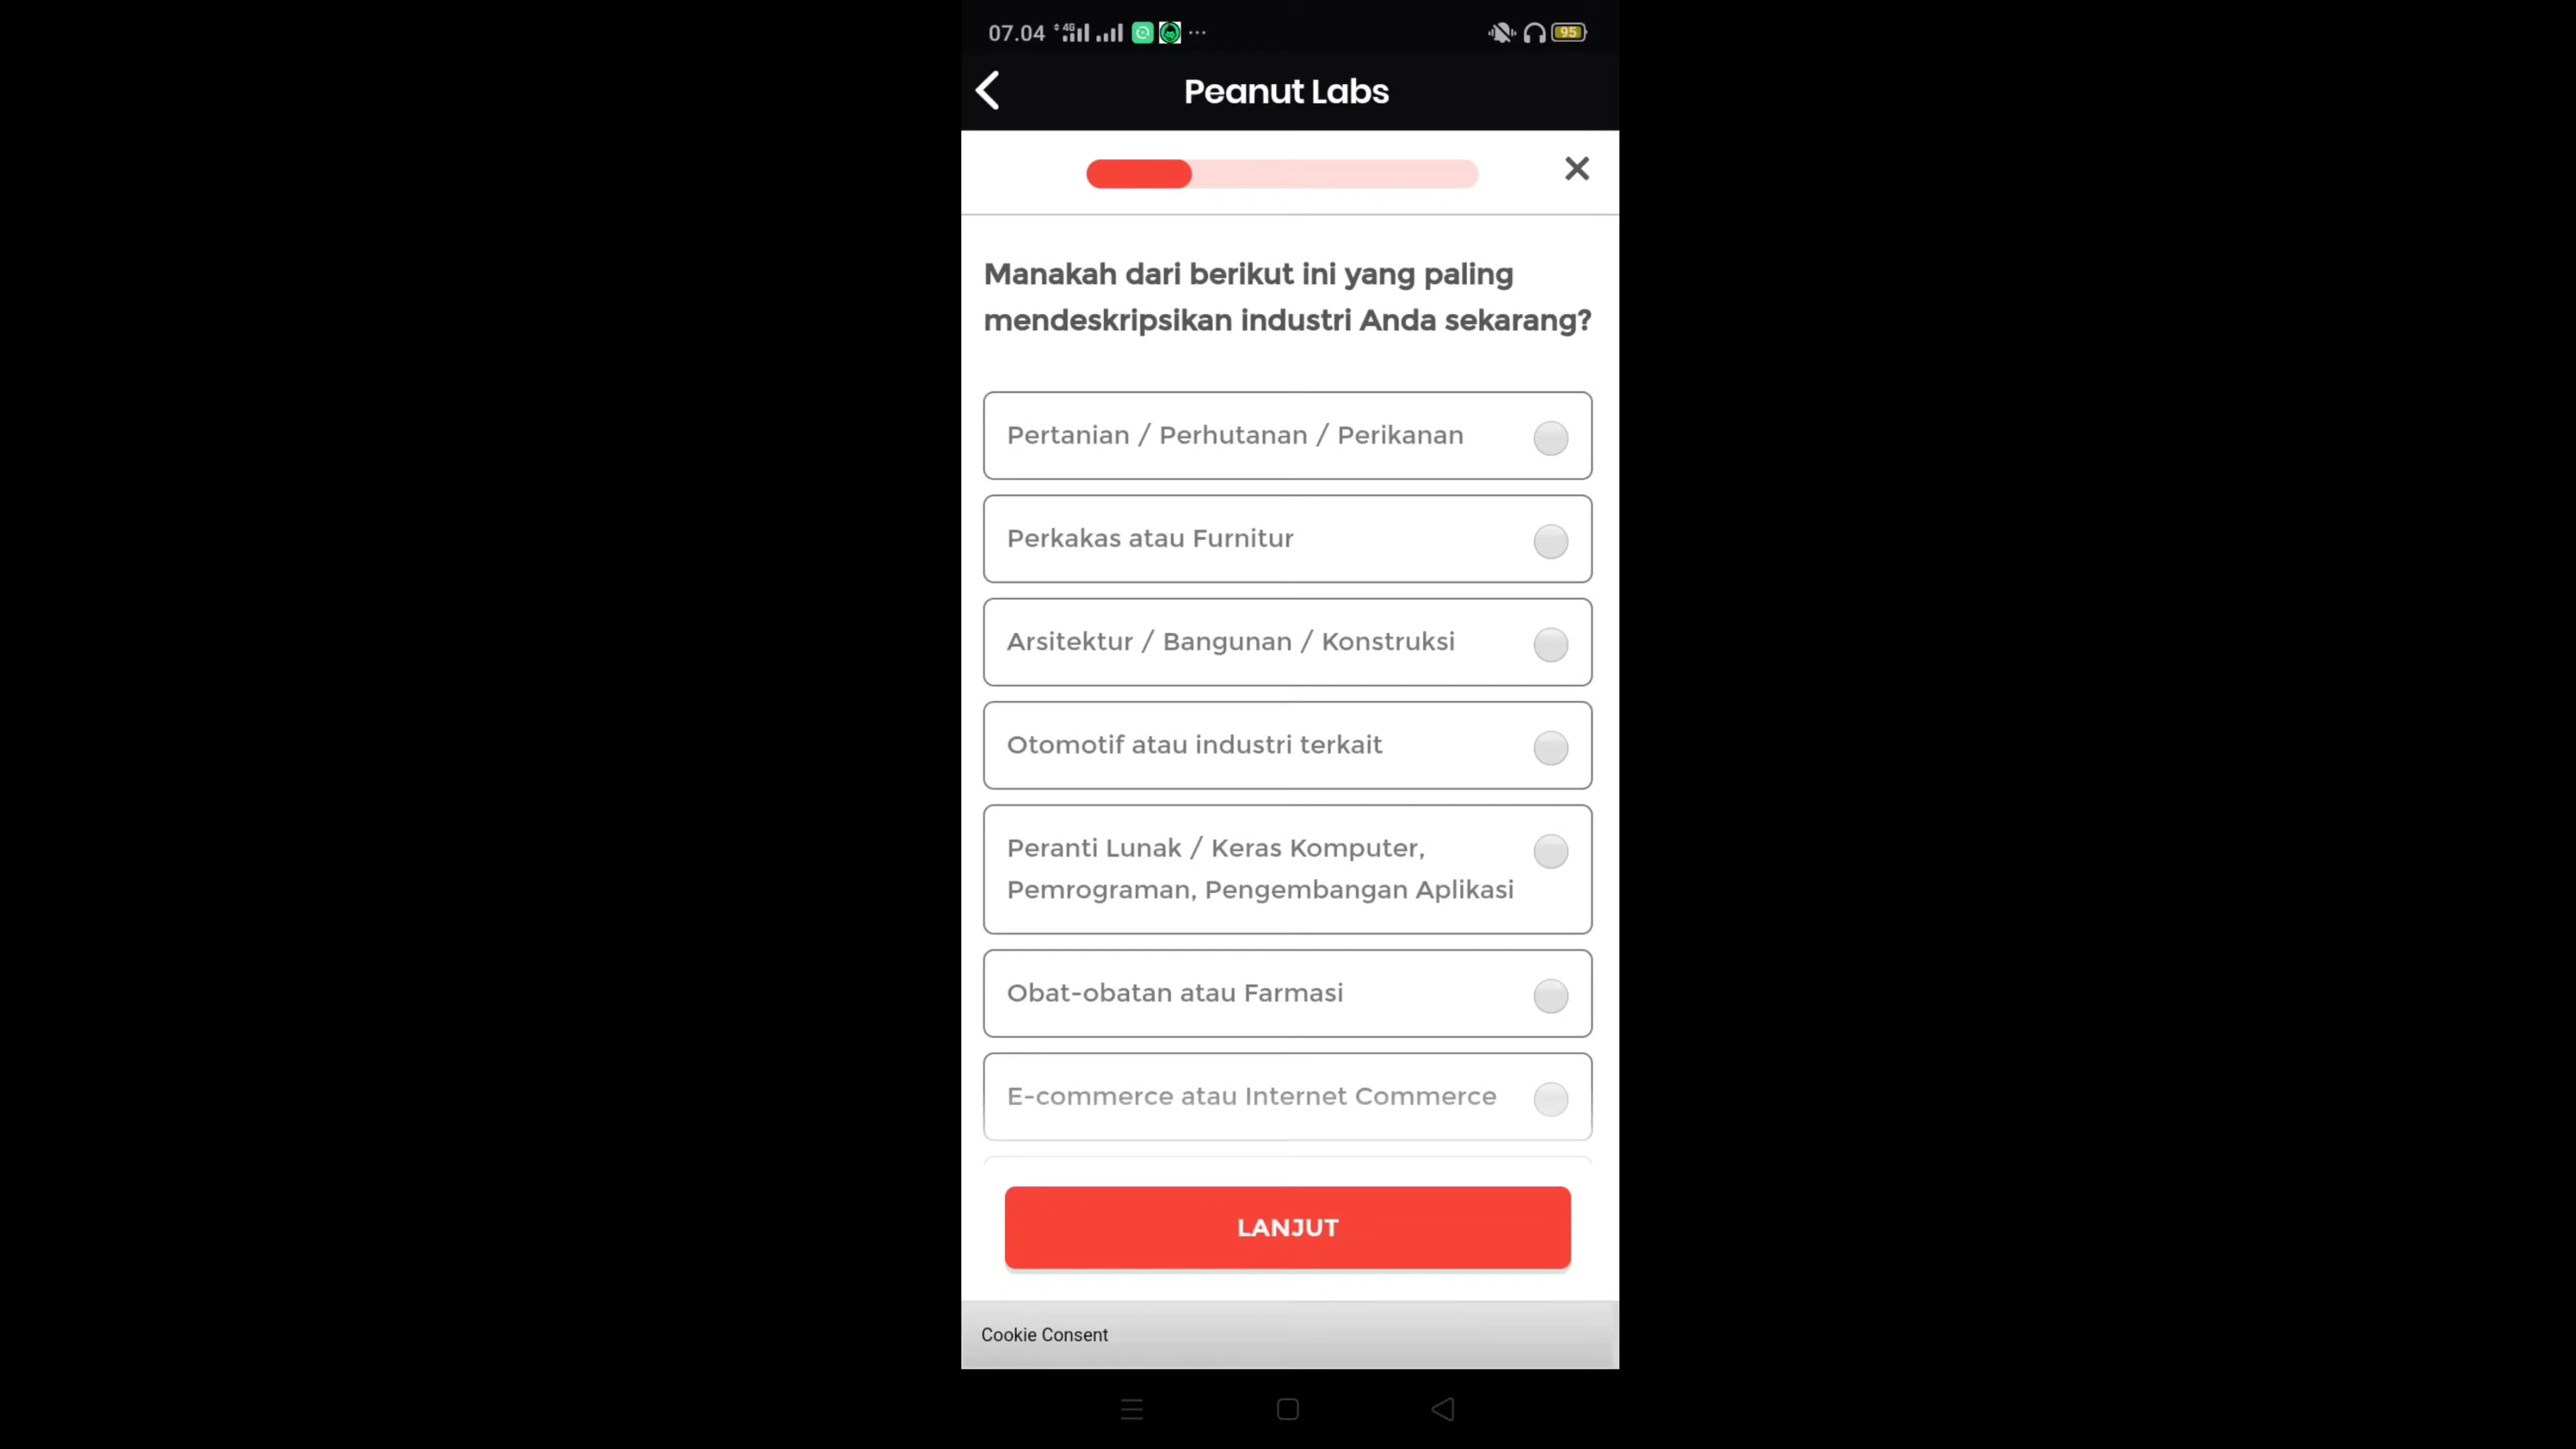 07.04 4G ... 95
Peanut Labs
Manakah dari berikut ini yang paling
mendeskripsikan industri Anda sekarang?
Pertanian / Perhutanan / Perikanan
Perkakas atau Furnitur
Arsitektur / Bangunan / Konstruksi
Otomotif atau industri terkait
Peranti Lunak / Keras Komputer,
Pemrograman, Pengembangan Aplikasi
Obat-obatan atau Farmasi
E-commerce atau Internet Commerce
LANJUT
Cookie Consent